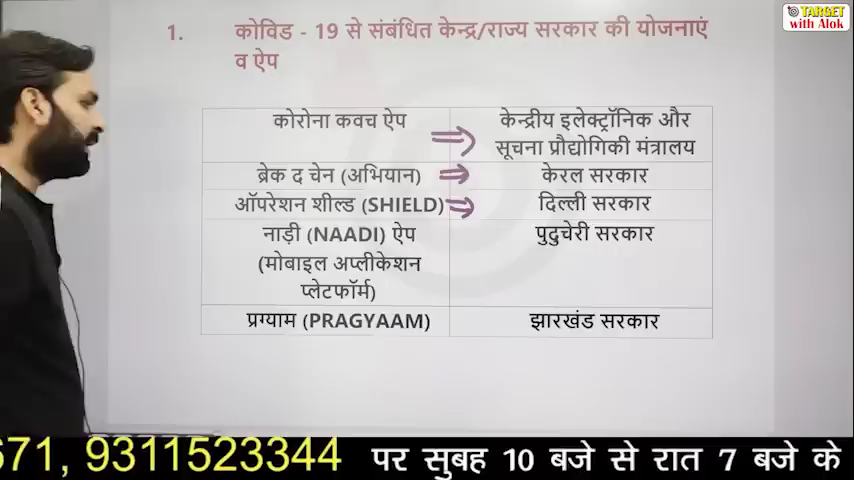 TARGET
with Alok
1. कोविड - 19 से संबंधित केन्द्र/राज्य सरकार की योजनाएं
व ऐप
कोरोना कवच ऐप केन्द्रीय इलेक्ट्रॉनिक और
सूचना प्रौद्योगिकी मंत्रालय
ब्रेक द चेन (अभियान) केरल सरकार
ऑपरेशन शील्ड (SHIELD) दिल्ली सरकार
नाड़ी (NAADI) ऐप पुदुचेरी सरकार
(मोबाइल अप्लीकेशन
प्लेटफॉर्म)
प्रग्याम (PRAGYAAM) झारखंड सरकार
671, 9311523344 पर सुबह 10 बजे से रात 7 बजे के